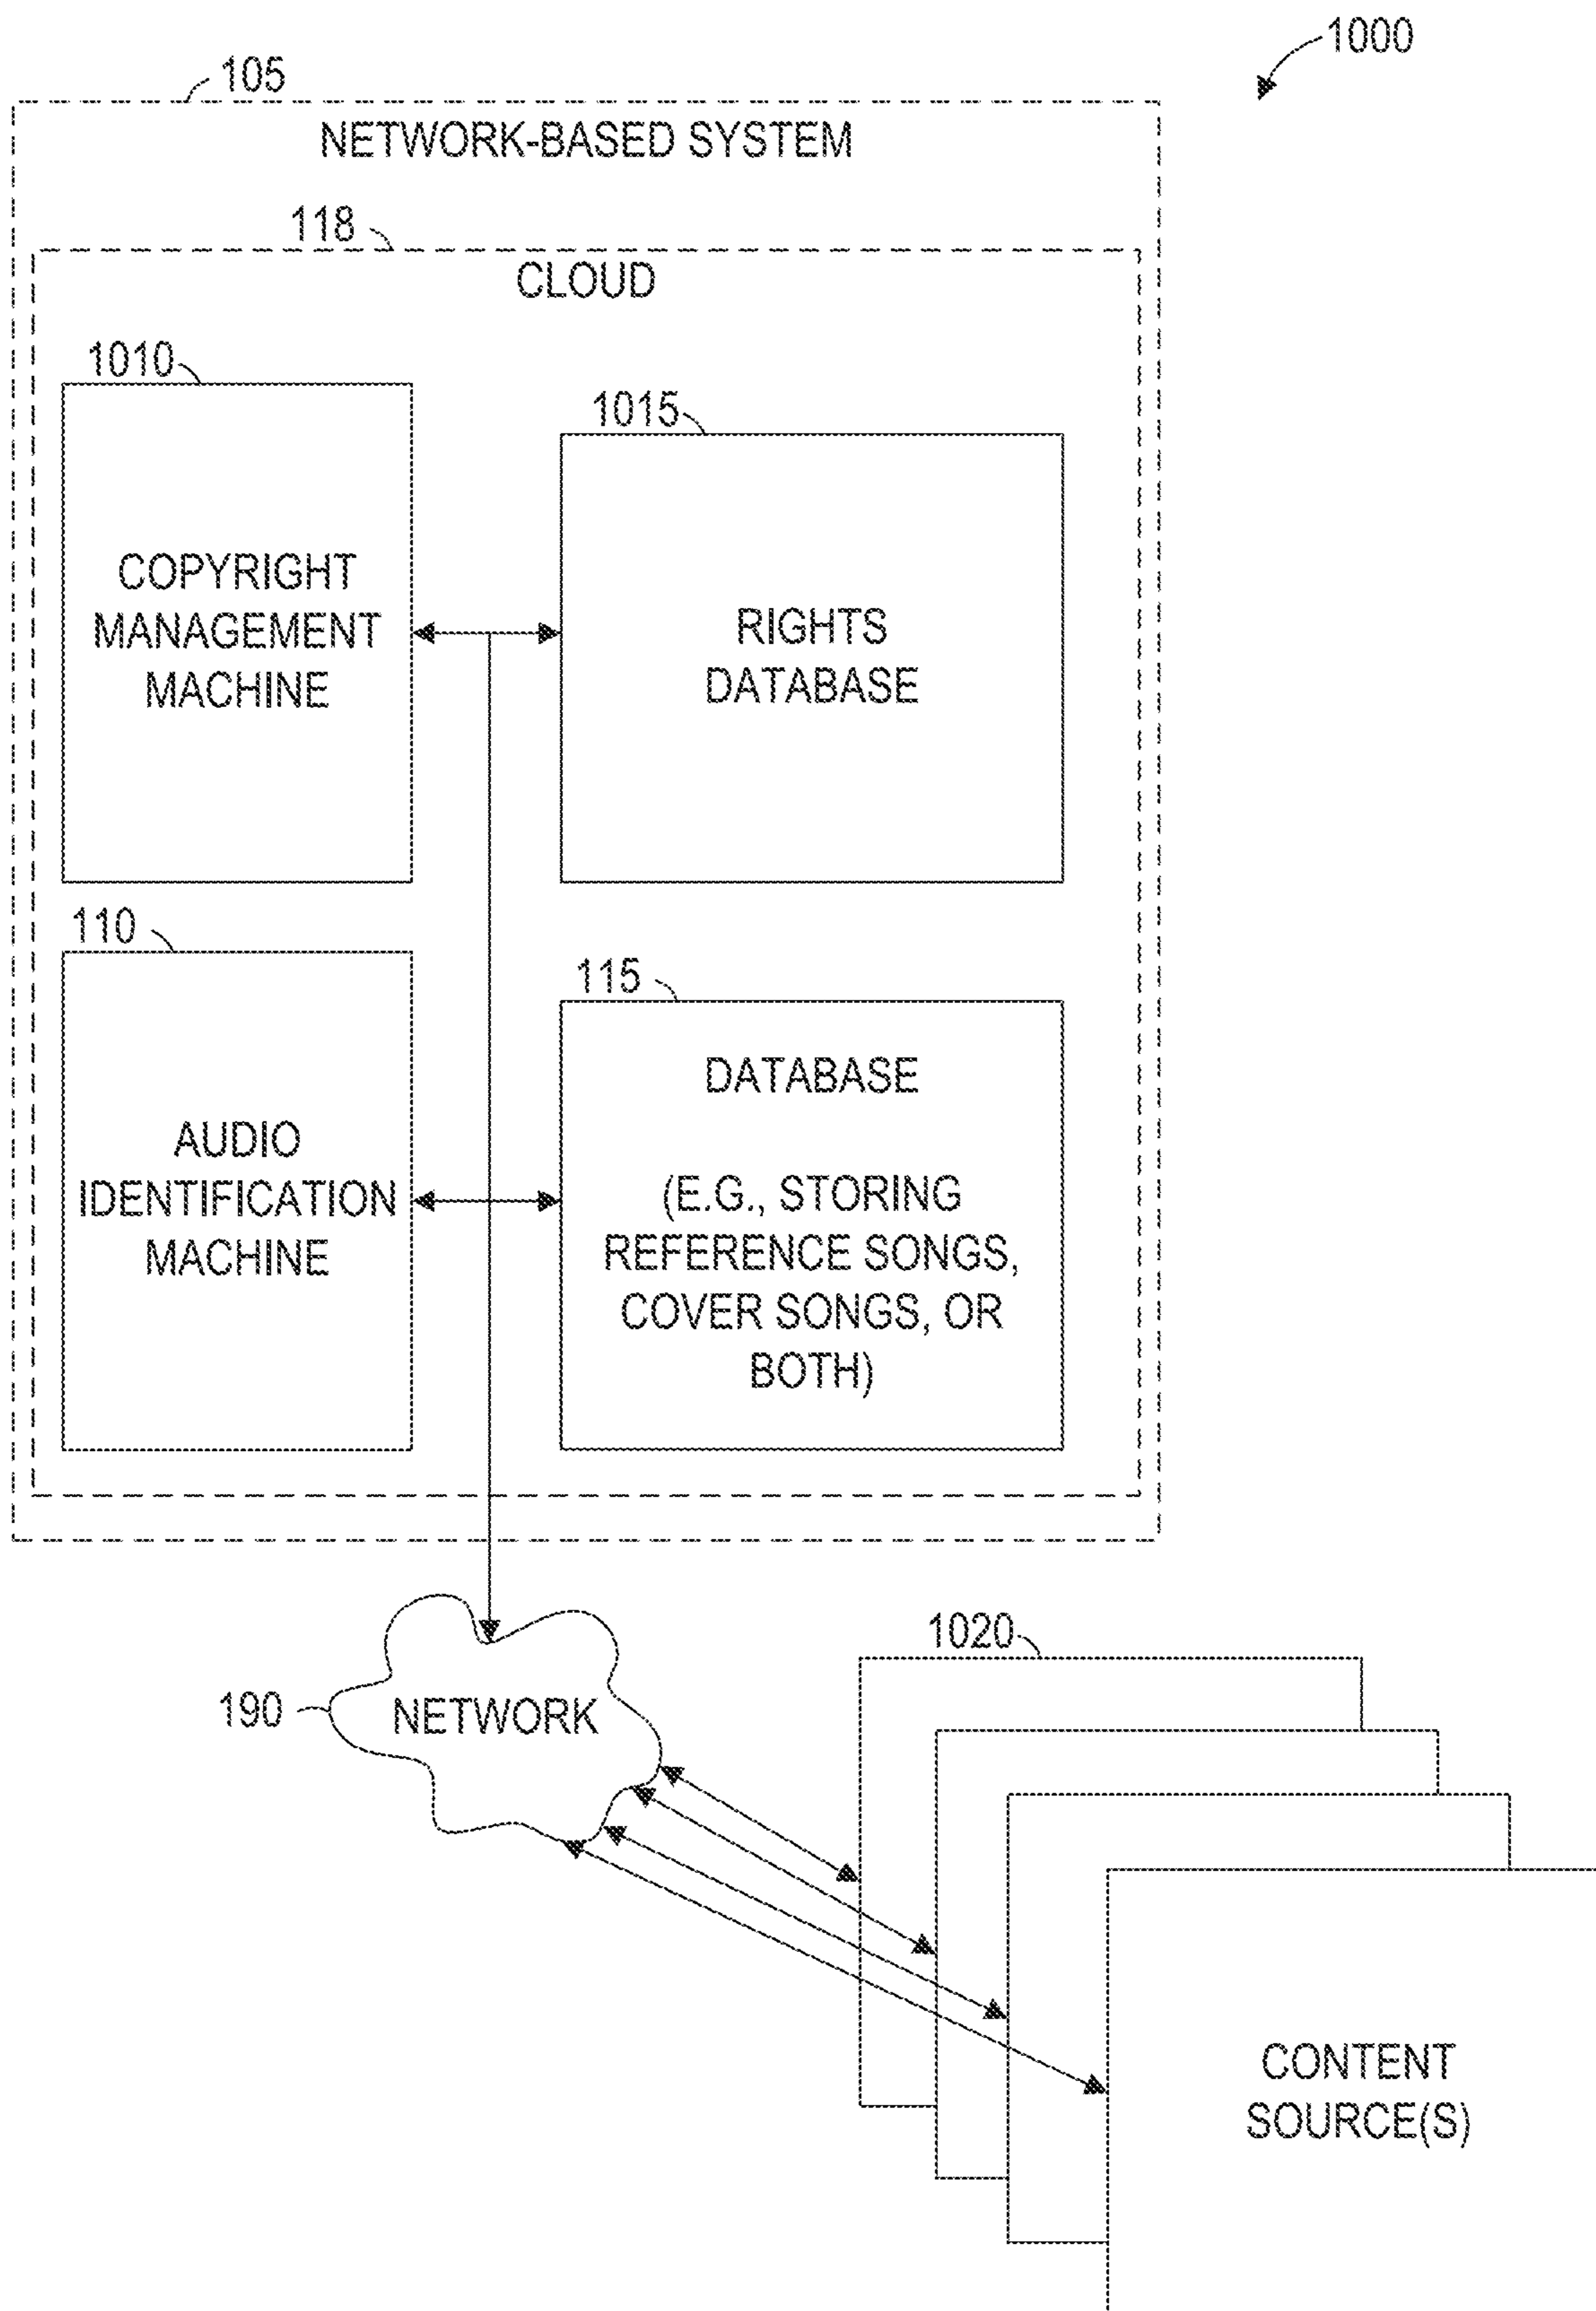 1000
105
NETWORK-BASED SYSTEM
118
CLOUD
1010
COPYRIGHT
MANAGEMENT
MACHINE
1015
RIGHTS
DATABASE
110
AUDIO
IDENTIFICATION
MACHINE
115
DATABASE
(E.G., STORING
REFERENCE SONGS,
COVER SONGS, OR
BOTH)
190
NETWORK
1020
CONTENT
SOURCE(S)